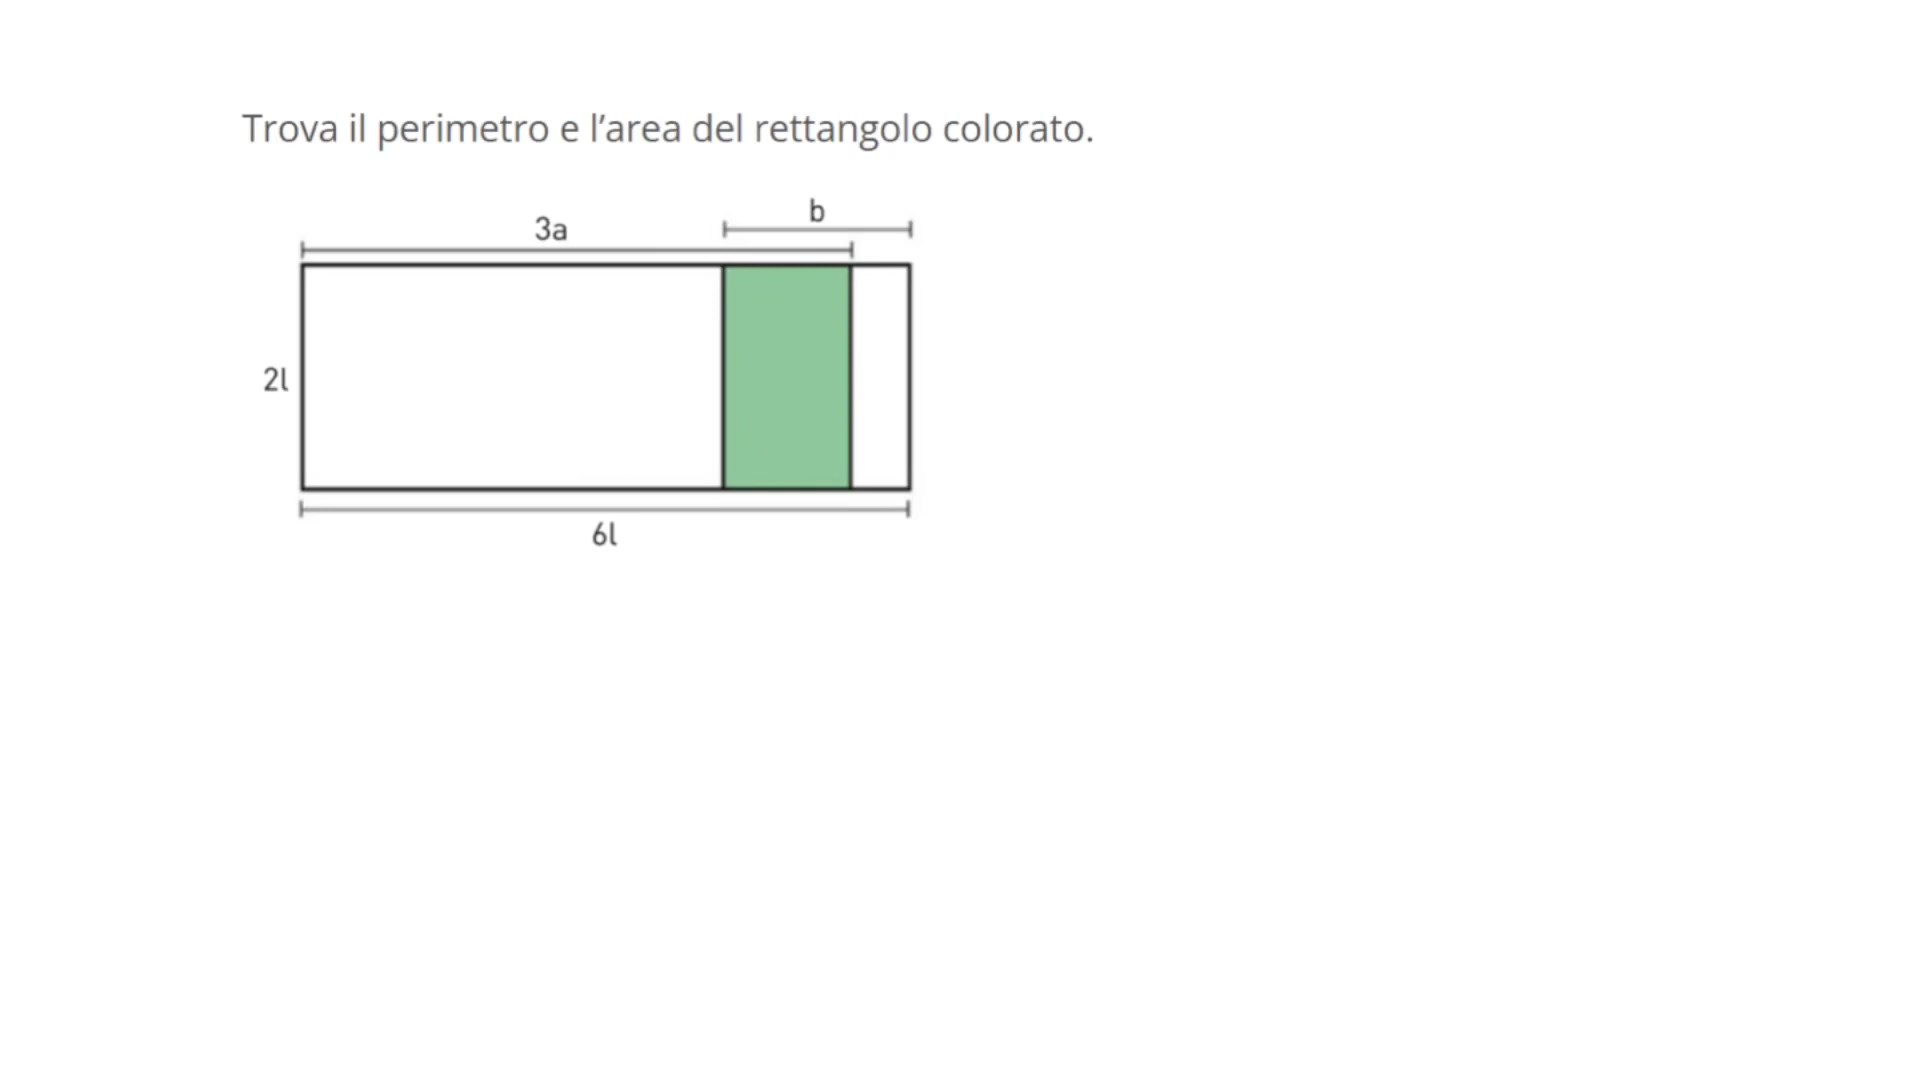 Trova il perimetro e l’area del rettangolo colorato.
b
3a
2l
6l